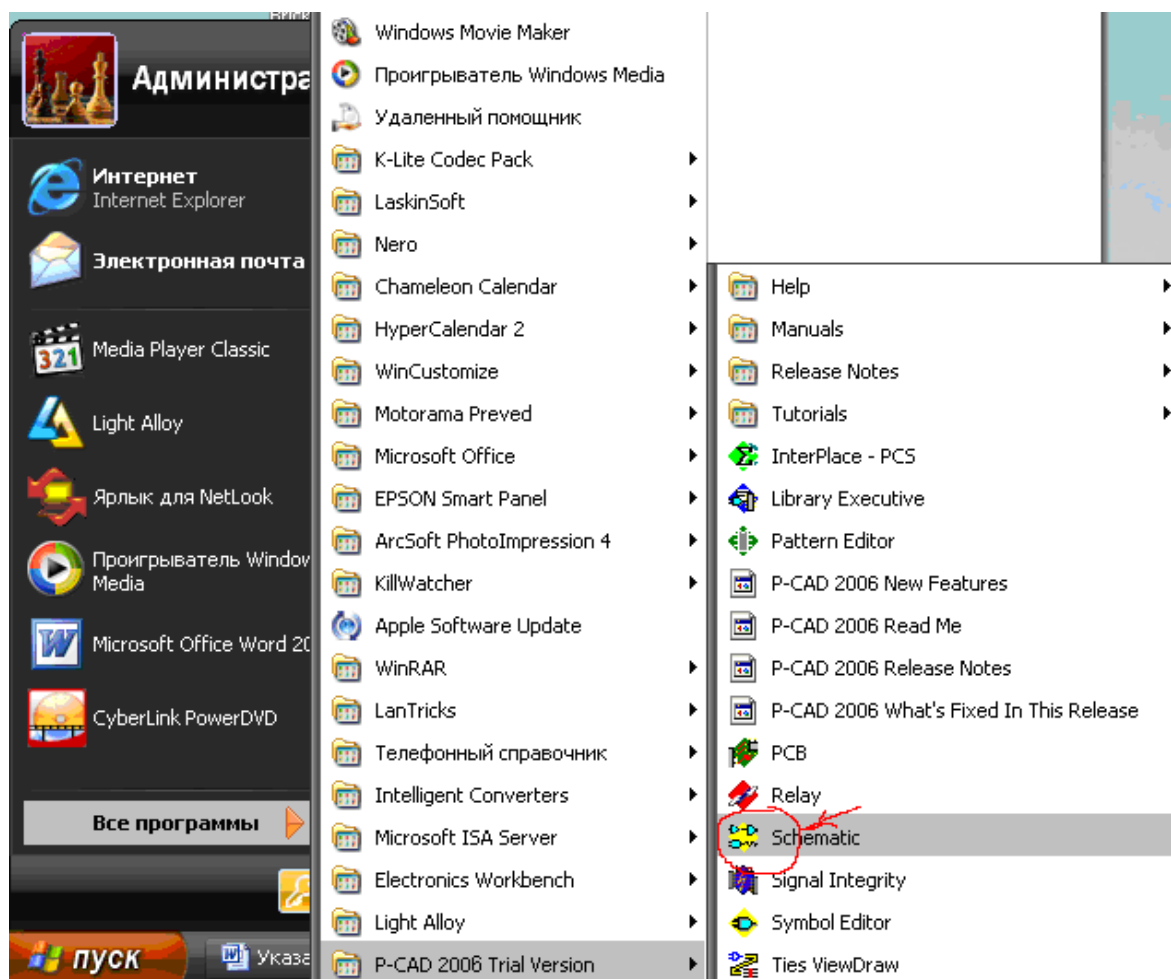 Администра
Интернет
Internet Explorer
Электронная почта
Media Player Classic
Light Alloy
Ярлык для NetLook
Проигрыватель Window
Media
Microsoft Office Word 20
CyberLink PowerDVD
Все программы
пуск
Указа
Windows Movie Maker
Проигрыватель Windows Media
Удаленный помощник
K-Lite Codec Pack
LaskinSoft
Nero
Chameleon Calendar
HyperCalendar 2
WinCustomize
Motorama Preved
Microsoft Office
EPSON Smart Panel
ArcSoft PhotoImpression 4
KillWatcher
Apple Software Update
WinRAR
LanTricks
Телефонный справочник
Intelligent Converters
Microsoft ISA Server
Electronics Workbench
Light Alloy
P-CAD 2006 Trial Version
Help
Manuals
Release Notes
Tutorials
InterPlace - PCS
Library Executive
Pattern Editor
P-CAD 2006 New Features
P-CAD 2006 Read Me
P-CAD 2006 Release Notes
P-CAD 2006 What's Fixed In This Release
PCB
Relay
Schematic
Signal Integrity
Symbol Editor
Ties ViewDraw